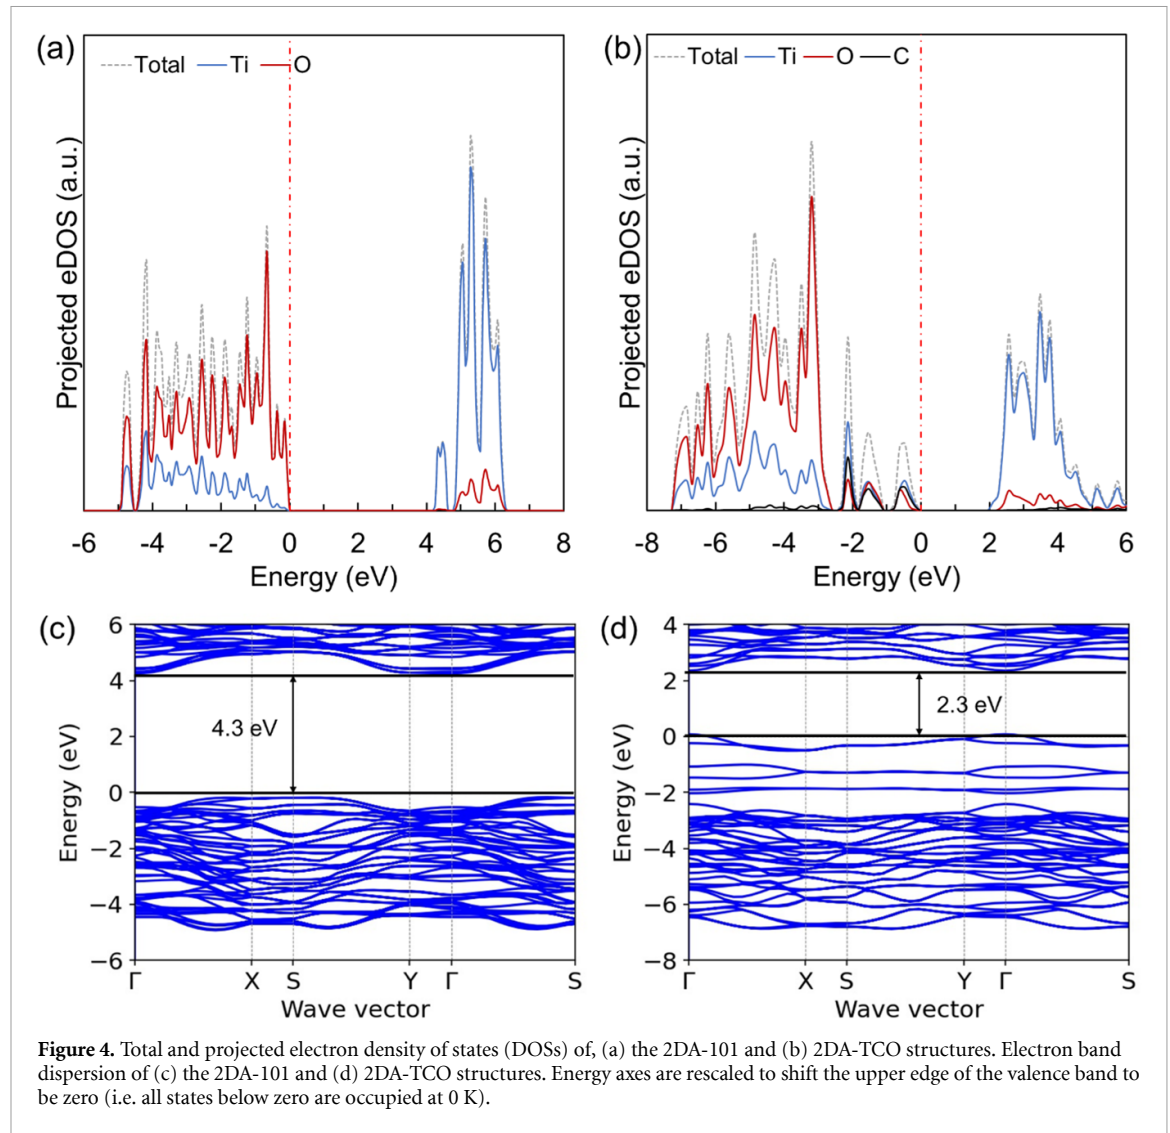 (a)
Total Ti O
Projected eDOS (a.u.)
-6 -4 -2 0 2 4 6 8
Energy (eV)
(b)
Total Ti O C
Projected eDOS (a.u.)
-8 -6 -4 -2 0 2 4 6
Energy (eV)
(c)
6
4
2
0
−2
−4
−6
Energy (eV)
4.3 eV
Γ X S Y Γ S
Wave vector
(d)
4
2
0
−2
−4
−6
−8
Energy (eV)
2.3 eV
Γ X S Y Γ S
Wave vector
Figure 4. Total and projected electron density of states (DOSs) of, (a) the 2DA-101 and (b) 2DA-TCO structures. Electron band
dispersion of (c) the 2DA-101 and (d) 2DA-TCO structures. Energy axes are rescaled to shift the upper edge of the valence band to
be zero (i.e. all states below zero are occupied at 0 K).